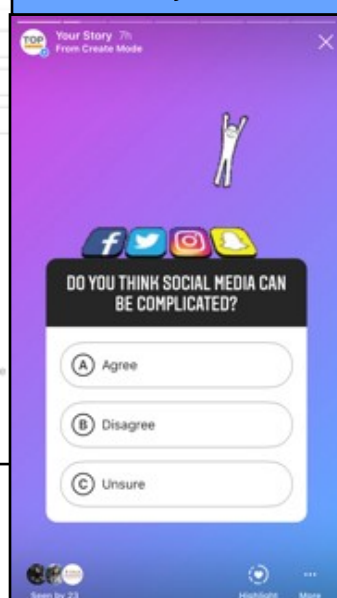 TOP
Your Story 7h
From Create Mode
DO YOU THINK SOCIAL MEDIA CAN
BE COMPLICATED?
A Agree
B Disagree
C Unsure
Seen by 23
Highlight
More